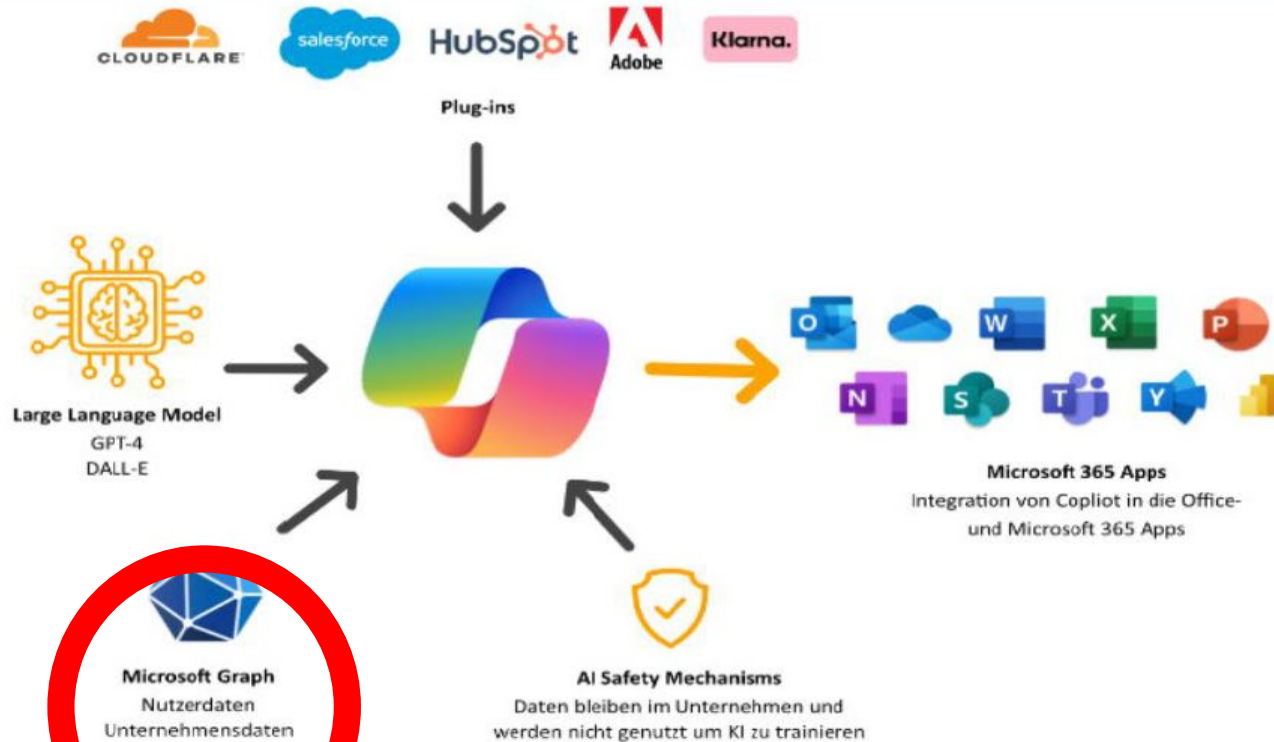 CLOUDFLARE
salesforce
HubSpot
Adobe
Klarna.
Plug-ins
Large Language Model
GPT-4
DALL-E
O
W
X
P
N
S
T
Y
Microsoft 365 Apps
Integration von Copliot in die Office-
und Microsoft 365 Apps
Microsoft Graph
Nutzerdaten
Unternehmensdaten
AI Safety Mechanisms
Daten bleiben im Unternehmen und
werden nicht genutzt um KI zu trainieren